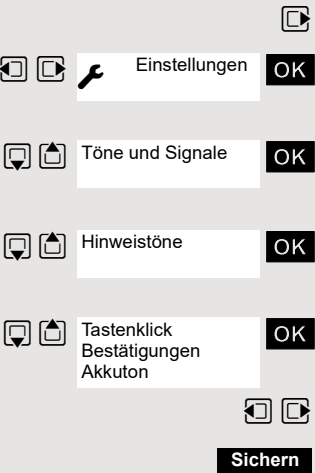 Einstellungen OK
Töne und Signale OK
Hinweistöne OK
Tastenklick OK
Bestätigungen
Akkuton
Sichern